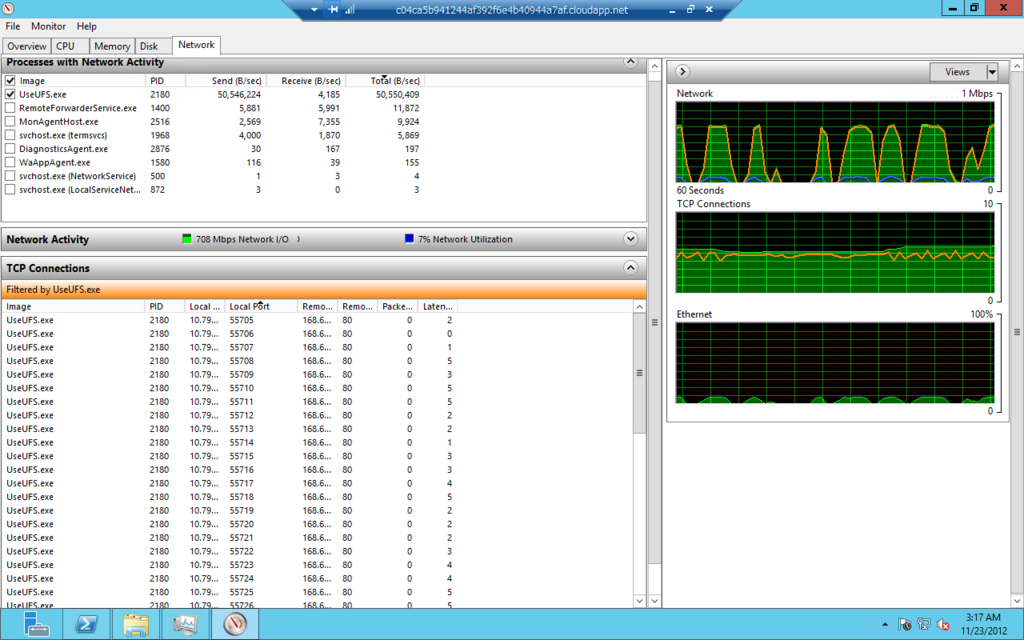 c04ca5b941244af392f6e4b40944a7af.cloudapp.net
File Monitor Help
Overview CPU Memory Disk Network
Processes with Network Activity
Image PID Send (B/sec) Receive (B/sec) Total (B/sec)
UseUFS.exe 2180 50,546,224 4,185 50,550,409
RemoteForwarderService.exe 1400 5,881 5,991 11,872
MonAgentHost.exe 2516 2,569 7,355 9,924
svchost.exe (termsvcs) 1968 4,000 1,870 5,869
DiagnosticsAgent.exe 2876 30 167 197
WaAppAgent.exe 1580 116 39 155
svchost.exe (NetworkService) 500 1 3 4
svchost.exe (LocalServiceNet... 872 3 0 3
Network Activity 708 Mbps Network I/O 7% Network Utilization
TCP Connections
Filtered by UseUFS.exe
Image PID Local ... Local Port Remo... Remo... Packe... Laten...
UseUFS.exe 2180 10.79... 55705 168.6... 80 0 2
UseUFS.exe 2180 10.79... 55706 168.6... 80 0 0
UseUFS.exe 2180 10.79... 55707 168.6... 80 0 1
UseUFS.exe 2180 10.79... 55708 168.6... 80 0 5
UseUFS.exe 2180 10.79... 55709 168.6... 80 0 3
UseUFS.exe 2180 10.79... 55710 168.6... 80 0 5
UseUFS.exe 2180 10.79... 55711 168.6... 80 0 5
UseUFS.exe 2180 10.79... 55712 168.6... 80 0 2
UseUFS.exe 2180 10.79... 55713 168.6... 80 0 2
UseUFS.exe 2180 10.79... 55714 168.6... 80 0 1
UseUFS.exe 2180 10.79... 55715 168.6... 80 0 3
UseUFS.exe 2180 10.79... 55716 168.6... 80 0 3
UseUFS.exe 2180 10.79... 55717 168.6... 80 0 4
UseUFS.exe 2180 10.79... 55718 168.6... 80 0 5
UseUFS.exe 2180 10.79... 55719 168.6... 80 0 2
UseUFS.exe 2180 10.79... 55720 168.6... 80 0 2
UseUFS.exe 2180 10.79... 55721 168.6... 80 0 2
UseUFS.exe 2180 10.79... 55722 168.6... 80 0 3
UseUFS.exe 2180 10.79... 55723 168.6... 80 0 4
UseUFS.exe 2180 10.79... 55724 168.6... 80 0 4
UseUFS.exe 2180 10.79... 55725 168.6... 80 0 5
UseUFS.exe 2180 10.79... 55726 168.6... 80 0 5
Views
Network 1 Mbps
60 Seconds 0
TCP Connections 10
0
Ethernet 100%
0
3:17 AM
11/23/2012